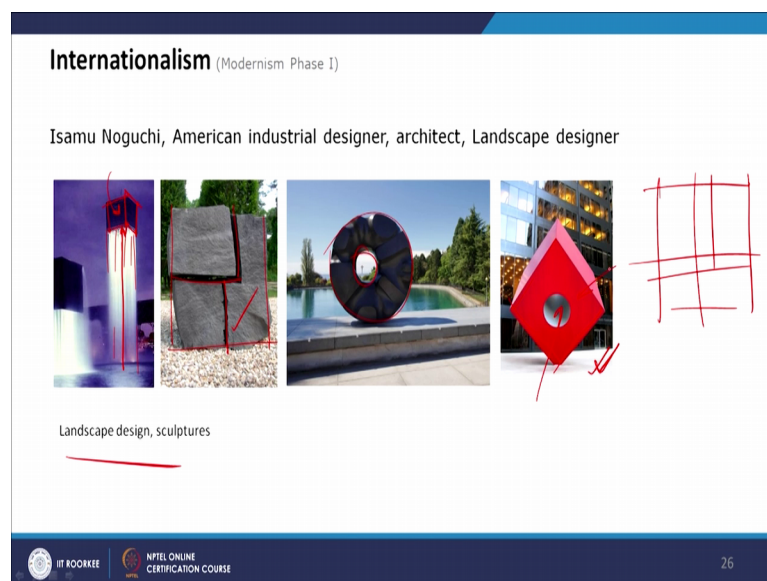 Internationalism (Modernism Phase I)
Isamu Noguchi, American industrial designer, architect, Landscape designer
Landscape design, sculptures
IIT ROORKEE
NPTEL ONLINE
CERTIFICATION COURSE
26